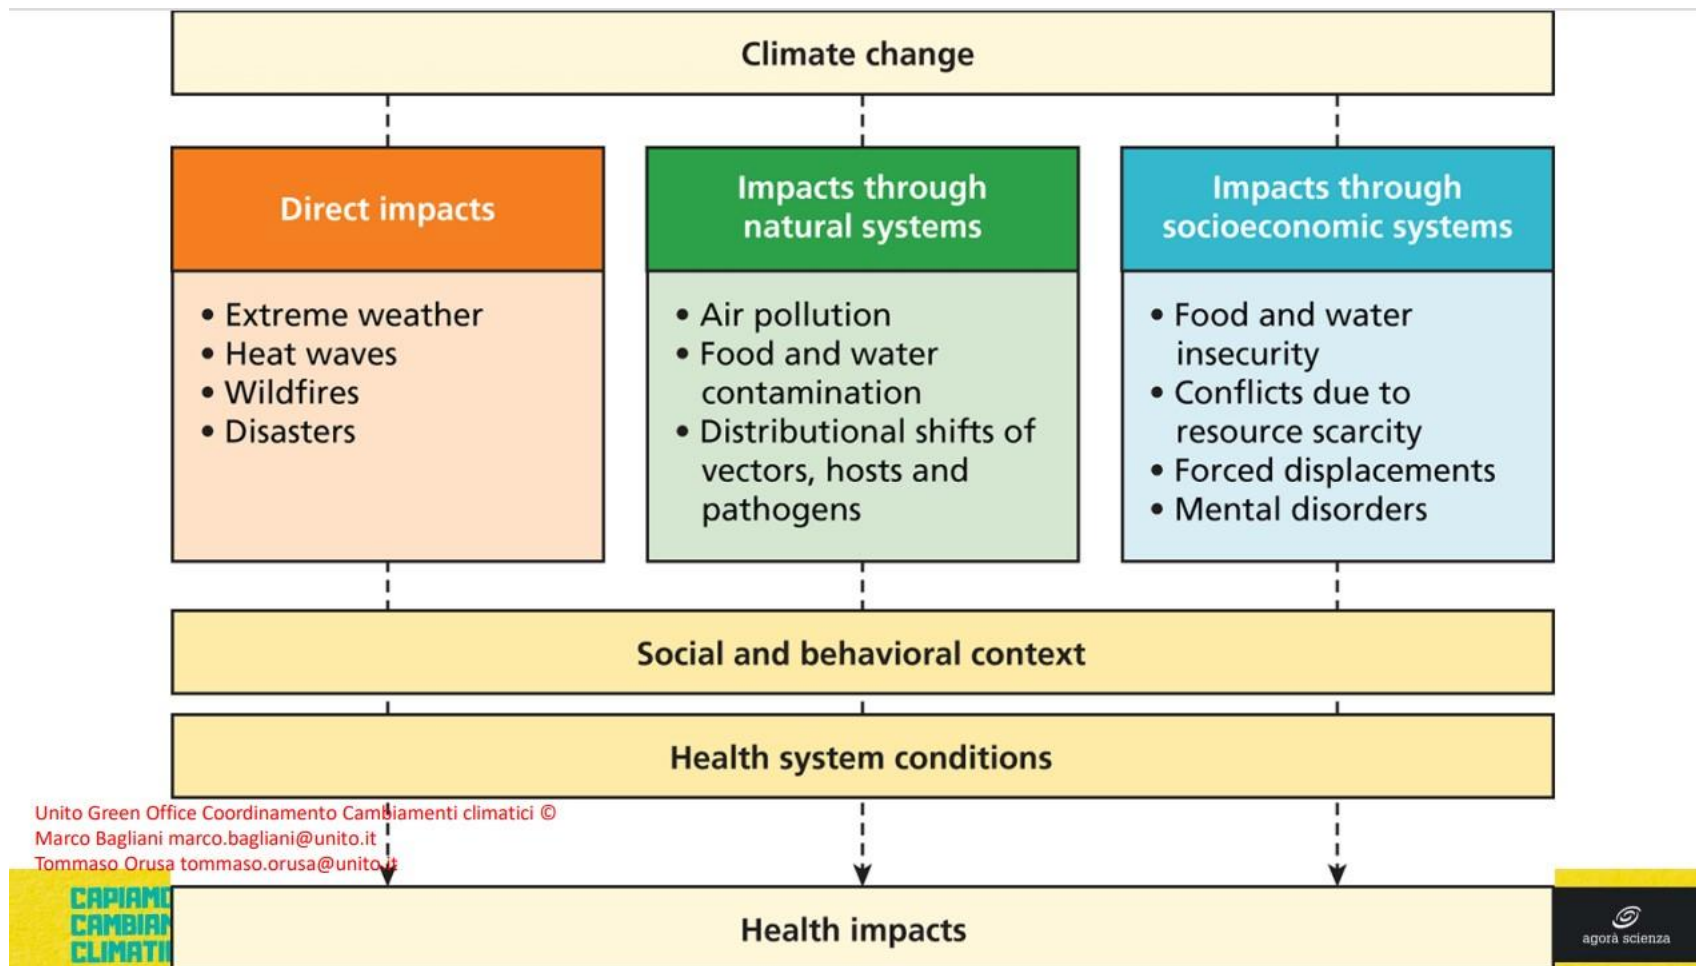 Climate change
Direct impacts
• Extreme weather
• Heat waves
• Wildfires
• Disasters
Impacts through
natural systems
• Air pollution
• Food and water
contamination
• Distributional shifts of
vectors, hosts and
pathogens
Impacts through
socioeconomic systems
• Food and water
insecurity
• Conflicts due to
resource scarcity
• Forced displacements
• Mental disorders
Social and behavioral context
Health system conditions
Unito Green Office Coordinamento Cambiamenti climatici ©
Marco Bagliani marco.bagliani@unito.it
Tommaso Orusa tommaso.orusa@unito.it
Health impacts
agorà scienza